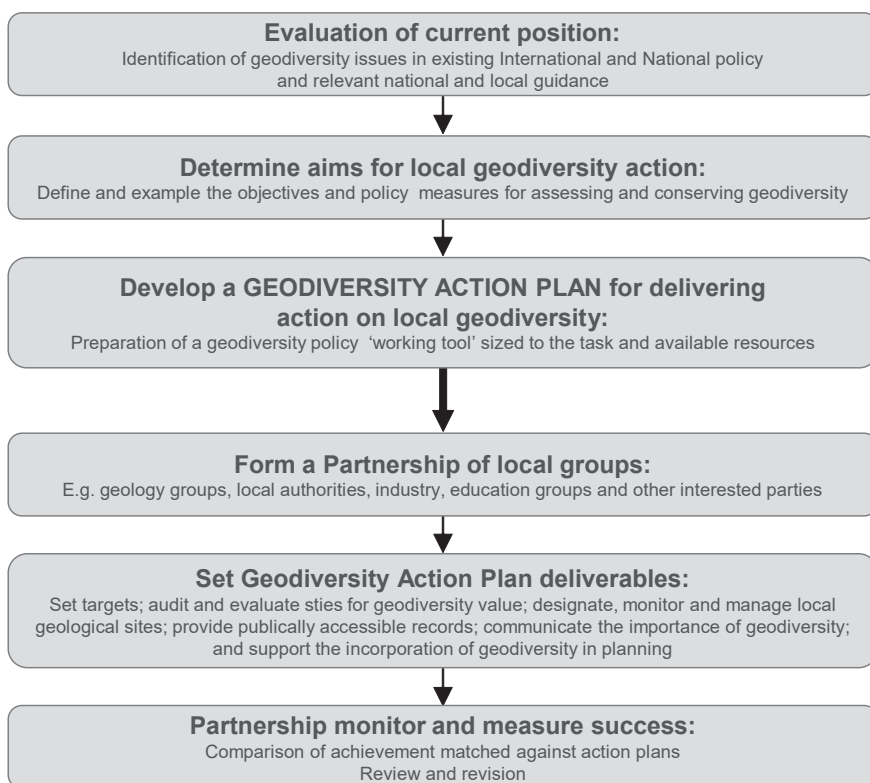 Evaluation of current position:
Identification of geodiversity issues in existing International and National policy
and relevant national and local guidance
Determine aims for local geodiversity action:
Define and example the objectives and policy measures for assessing and conserving geodiversity
Develop a GEODIVERSITY ACTION PLAN for delivering
action on local geodiversity:
Preparation of a geodiversity policy ‘working tool’ sized to the task and available resources
Form a Partnership of local groups:
E.g. geology groups, local authorities, industry, education groups and other interested parties
Set Geodiversity Action Plan deliverables:
Set targets; audit and evaluate sties for geodiversity value; designate, monitor and manage local
geological sites; provide publically accessible records; communicate the importance of geodiversity;
and support the incorporation of geodiversity in planning
Partnership monitor and measure success:
Comparison of achievement matched against action plans
Review and revision